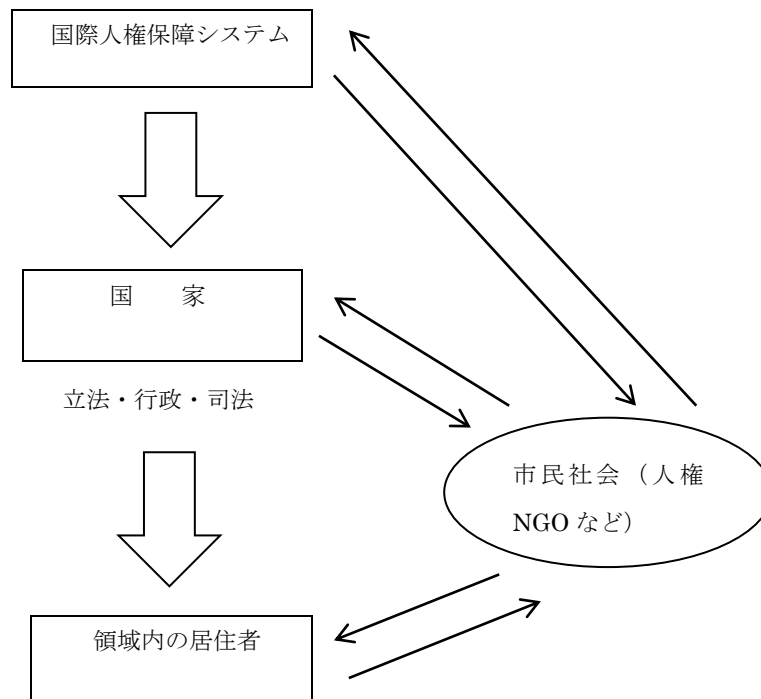 国際人権保障システム
国　　家
立法・行政・司法
市民社会（人権
NGO など）
領域内の居住者